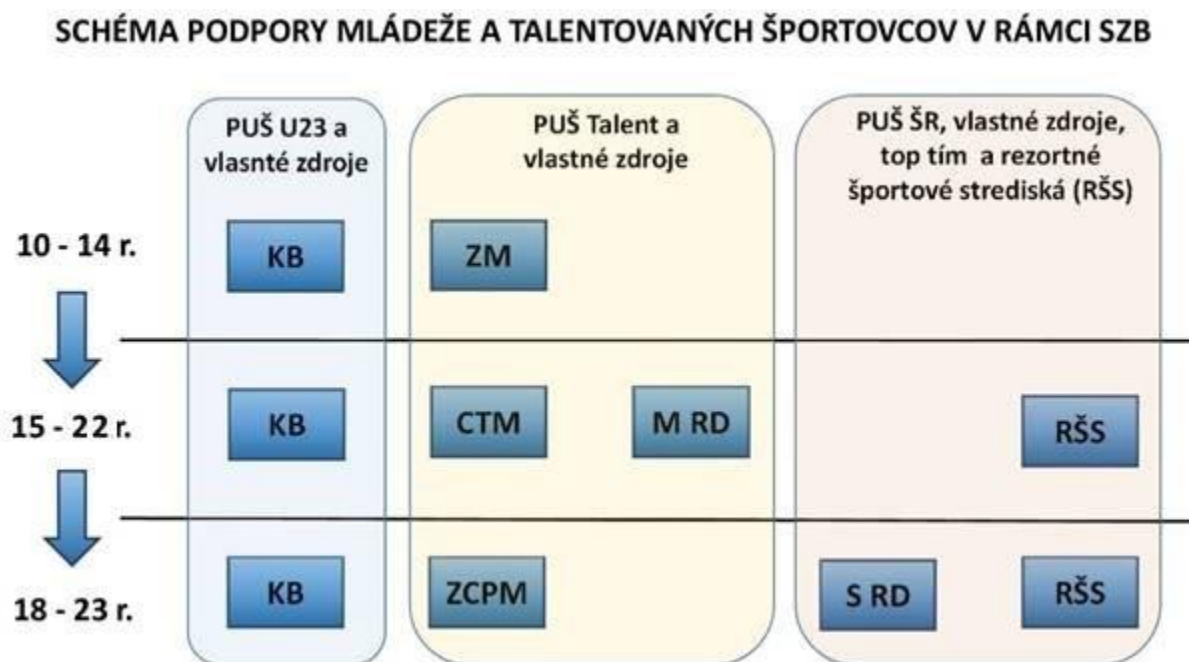 SCHÉMA PODPORY MLÁDEŽE A TALENTOVANÝCH ŠPORTOVCOV V RÁMCI SZB
PUŠ U23 a
vlasnté zdroje
PUŠ Talent a
vlastné zdroje
PUŠ ŠR, vlastné zdroje,
top tím a rezortné
športové strediská (RŠS)
10 - 14 r.
KB
ZM
15 - 22 r.
KB
CTM
M RD
RŠS
18 - 23 r.
KB
ZCPM
S RD
RŠS